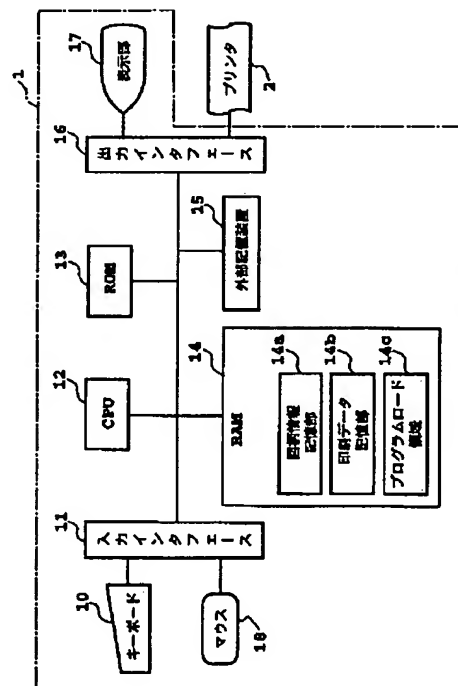 1
10
キーボード
マウス
18
11
入力インタフェース
12
CPU
13
ROM
14
RAM
14a
図柄情報
記憶部
14b
印刷データ
記憶部
14c
プログラムロード
領域
15
外部記憶装置
16
出力インタフェース
17
表示部
プリンタ
2